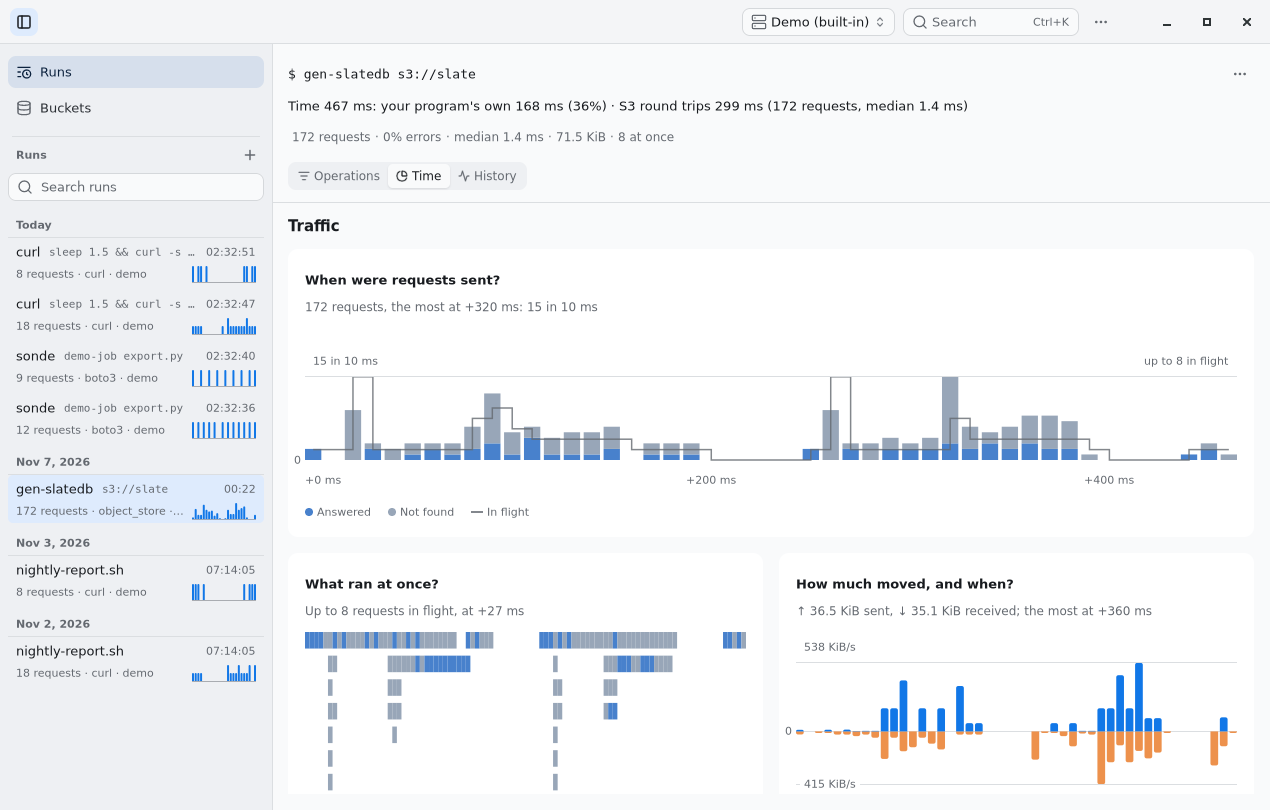 Demo (built-in)
Search Ctrl+K
Runs
Buckets
Runs
Search runs
Today
curl sleep 1.5 && curl -s … 02:32:51
8 requests · curl · demo
curl sleep 1.5 && curl -s … 02:32:47
18 requests · curl · demo
sonde demo-job export.py 02:32:40
9 requests · boto3 · demo
sonde demo-job export.py 02:32:36
12 requests · boto3 · demo
Nov 7, 2026
gen-slatedb s3://slate 00:22
172 requests · object_store ·…
Nov 3, 2026
nightly-report.sh 07:14:05
8 requests · curl · demo
Nov 2, 2026
nightly-report.sh 07:14:05
18 requests · curl · demo
$ gen-slatedb s3://slate
Time 467 ms: your program's own 168 ms (36%) · S3 round trips 299 ms (172 requests, median 1.4 ms)
172 requests · 0% errors · median 1.4 ms · 71.5 KiB · 8 at once
Operations Time History
Traffic
When were requests sent?
172 requests, the most at +320 ms: 15 in 10 ms
15 in 10 ms up to 8 in flight
0
+0 ms +200 ms +400 ms
Answered Not found In flight
What ran at once?
Up to 8 requests in flight, at +27 ms
How much moved, and when?
↑ 36.5 KiB sent, ↓ 35.1 KiB received; the most at +360 ms
538 KiB/s
0
415 KiB/s